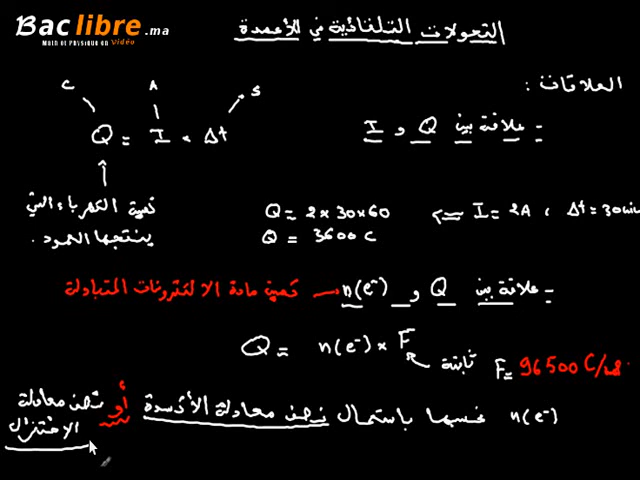 Bac libre.ma
Math et Physique en Vidéo
التحولات التلقائية في الأعمدة
العلاقات :
- علاقة بين Q و I
C A s
Q = I × Δt
كمية الكهرباء التي
ينتجها العمود.
I = 2A ، Δt = 30min
Q = 2×30×60
Q = 3600 C
- علاقة بين Q و n(e⁻) → كمية مادة الالكترونات المتبادلة
Q = n(e⁻) × F
ثابتة F = 96500 C/mol
n(e⁻) نحسبها باستعمال نصف معادلة الأكسدة أو نصف معادلة
الاختزال